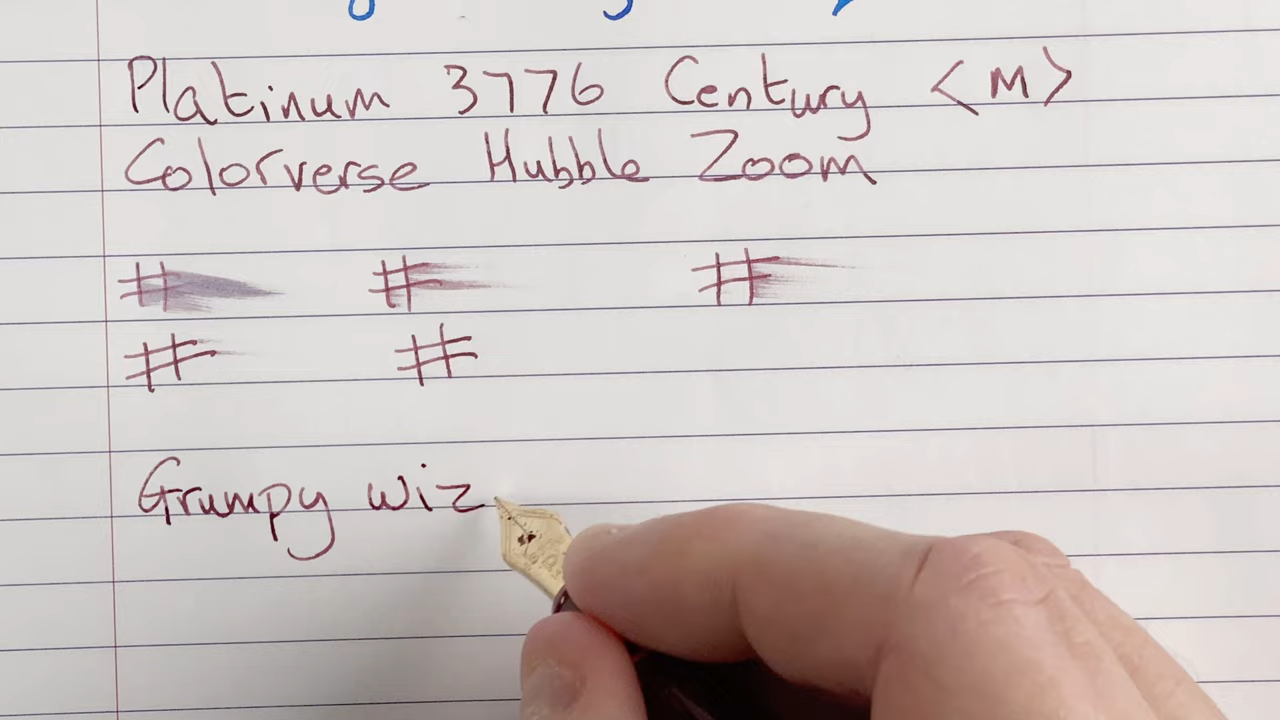 Platinum 3776 Century <M>
Colorverse Hubble Zoom
# # #
# #
Grumpy wiz